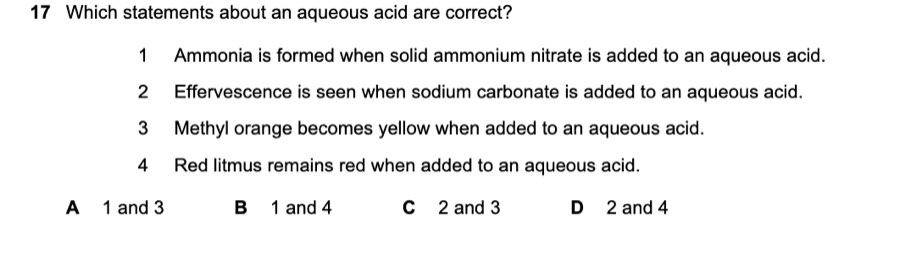 17 Which statements about an aqueous acid are correct?
1 Ammonia is formed when solid ammonium nitrate is added to an aqueous acid.
2 Effervescence is seen when sodium carbonate is added to an aqueous acid.
3 Methyl orange becomes yellow when added to an aqueous acid.
4 Red litmus remains red when added to an aqueous acid.
A 1 and 3 B 1 and 4 C 2 and 3 D 2 and 4